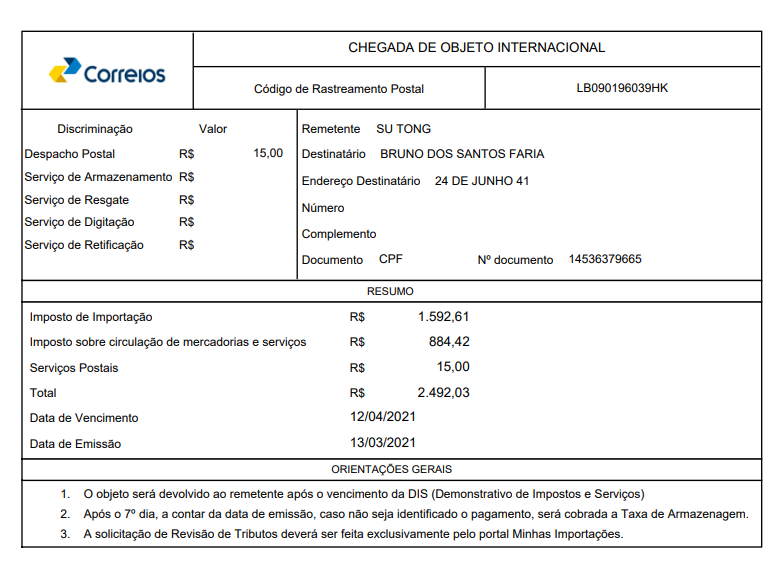 Correios
CHEGADA DE OBJETO INTERNACIONAL
Código de Rastreamento Postal LB090196039HK
Discriminação Valor
Despacho Postal R$ 15,00
Serviço de Armazenamento R$
Serviço de Resgate R$
Serviço de Digitação R$
Serviço de Retificação R$
Remetente SU TONG
Destinatário BRUNO DOS SANTOS FARIA
Endereço Destinatário 24 DE JUNHO 41
Número
Complemento
Documento CPF Nº documento 14536379665
RESUMO
Imposto de Importação R$ 1.592,61
Imposto sobre circulação de mercadorias e serviços R$ 884,42
Serviços Postais R$ 15,00
Total R$ 2.492,03
Data de Vencimento 12/04/2021
Data de Emissão 13/03/2021
ORIENTAÇÕES GERAIS
1. O objeto será devolvido ao remetente após o vencimento da DIS (Demonstrativo de Impostos e Serviços)
2. Após o 7º dia, a contar da data de emissão, caso não seja identificado o pagamento, será cobrada a Taxa de Armazenagem.
3. A solicitação de Revisão de Tributos deverá ser feita exclusivamente pelo portal Minhas Importações.